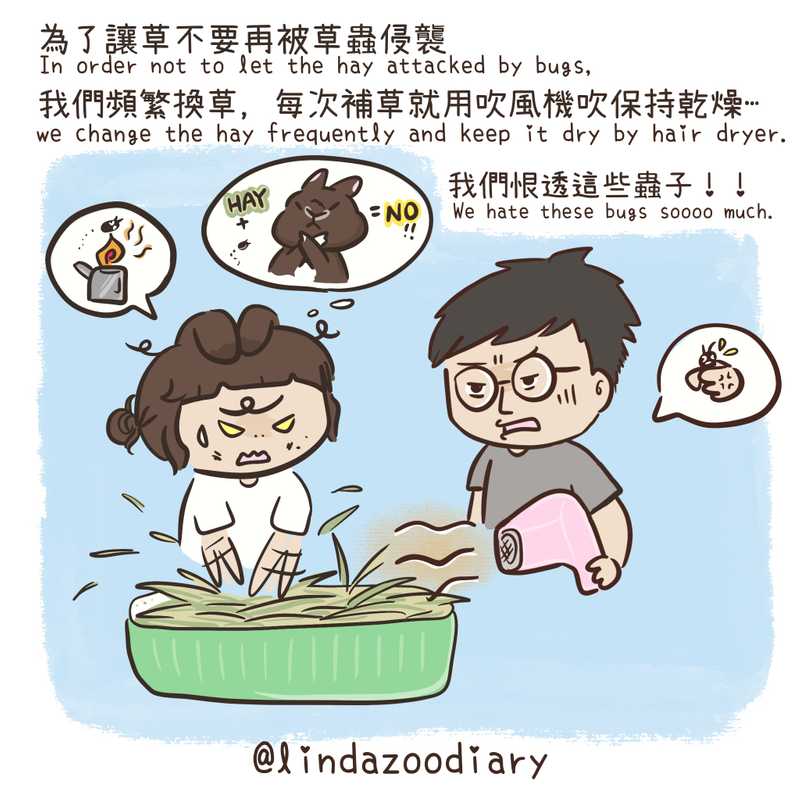 為了讓草不要再被草蟲侵襲
In order not to let the hay attacked by bugs,
我們頻繁換草, 每次補草就用吹風機吹保持乾燥…
we change the hay frequently and keep it dry by hair dryer.
我們恨透這些蟲子！！
We hate these bugs soooo much.
HAY
+
= NO!!
@lindazoodiary